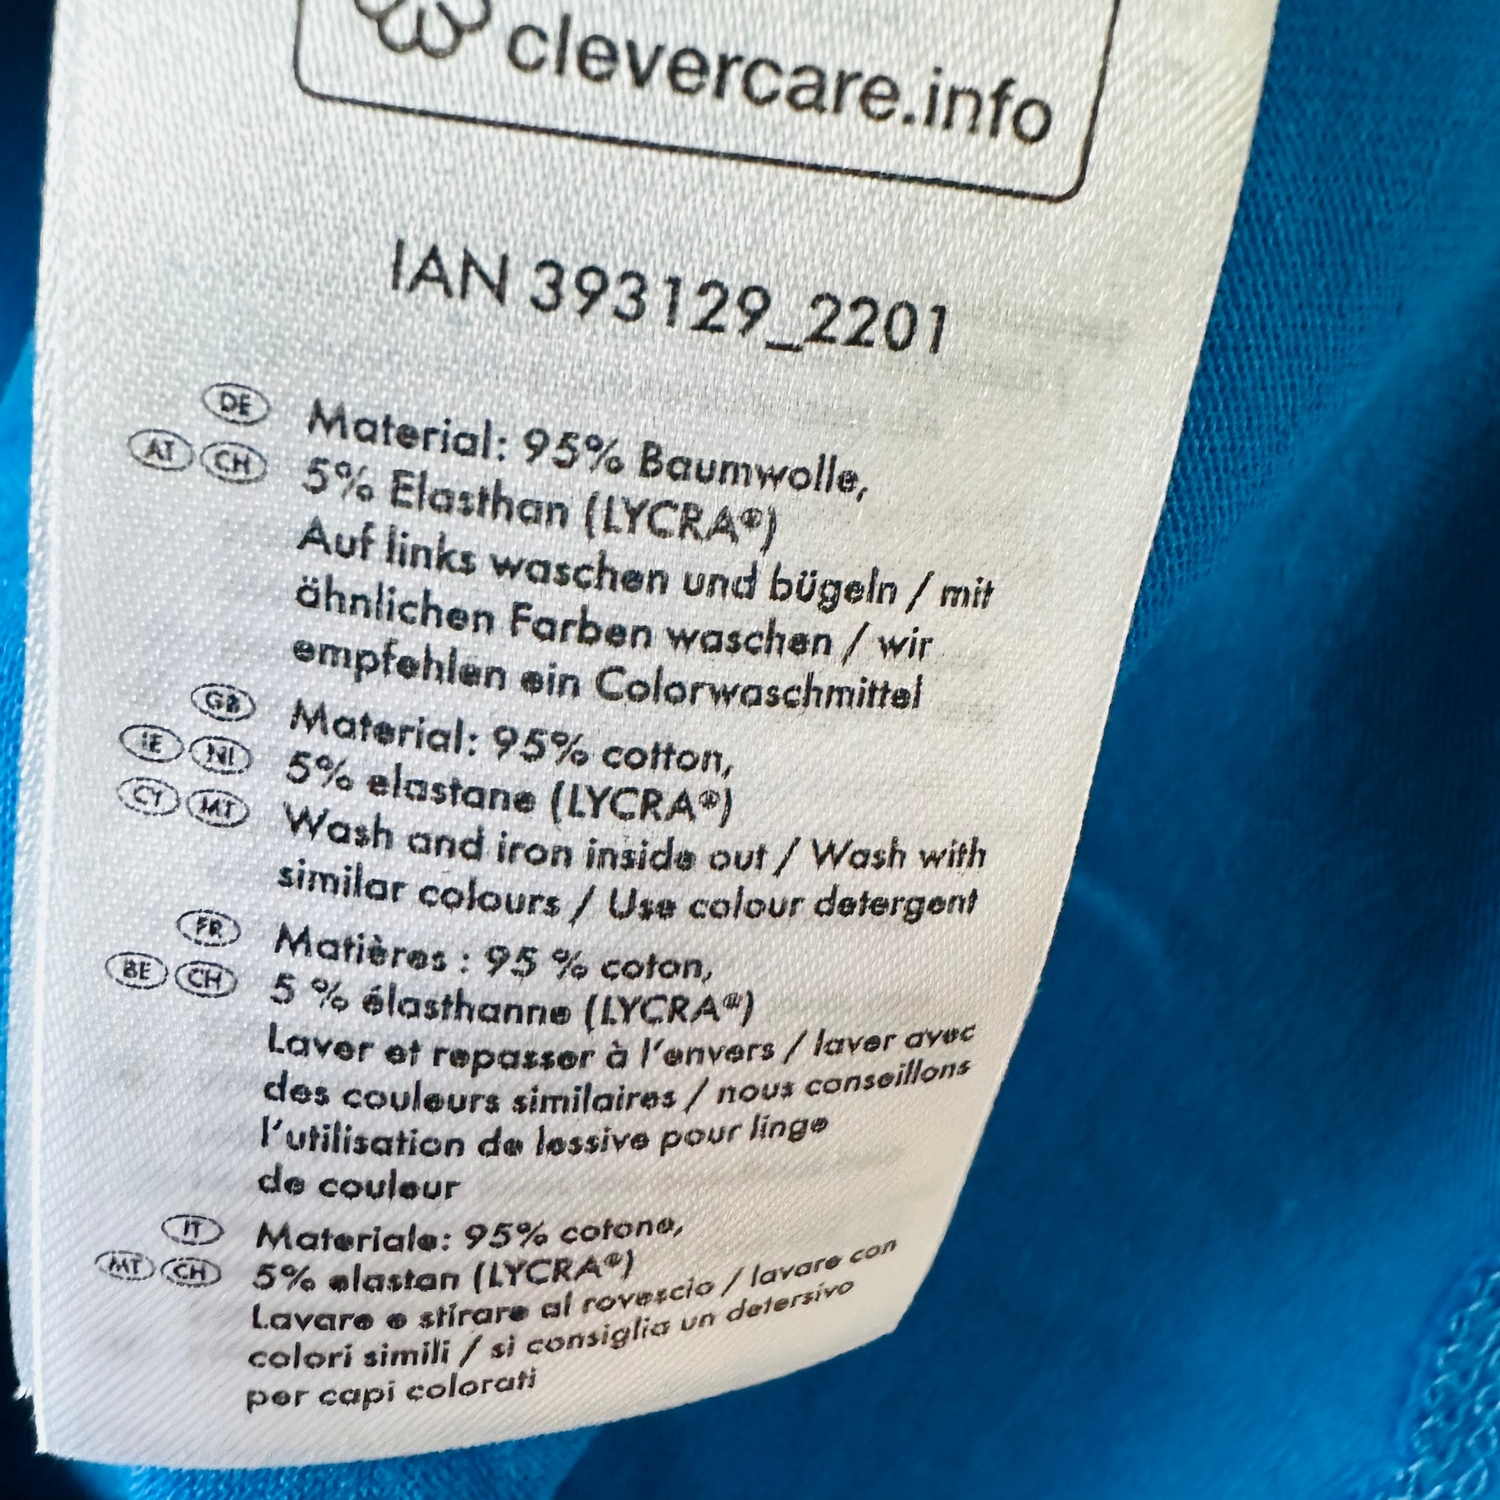 clevercare.info
IAN 393129_2201
DE Material: 95% Baumwolle,
AT CH 5% Elasthan (LYCRA®)
Auf links waschen und bügeln / mit
ähnlichen Farben waschen / wir
empfehlen ein Colorwaschmittel
GB Material: 95% cotton,
IE NI 5% elastane (LYCRA®)
CY MT Wash and iron inside out / Wash with
similar colours / Use colour detergent
FR Matières : 95 % coton,
BE CH 5 % élasthanne (LYCRA®)
Laver et repasser à l'envers / laver avec
des couleurs similaires / nous conseillons
l'utilisation de lessive pour linge
de couleur
IT Materiale: 95% cotone,
MT CH 5% elastan (LYCRA®)
Lavare e stirare al rovescio / lavare con
colori simili / si consiglia un detersivo
per capi colorati